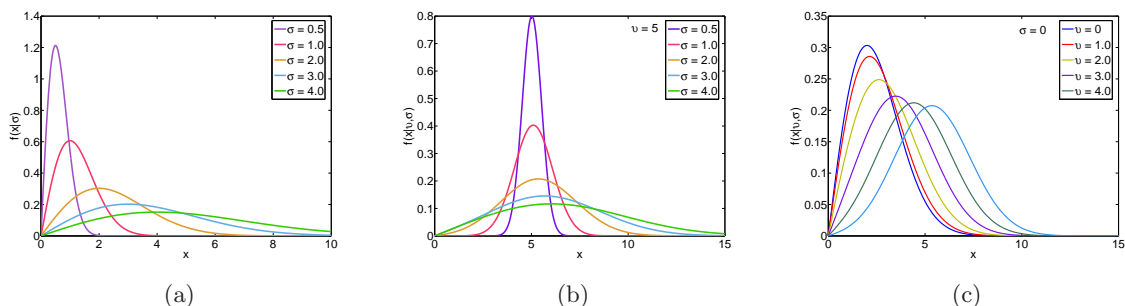 1.4
1.2
1
0.8
0.6
0.4
0.2
0
0 2 4 6 8 10
x
f(x|σ)
σ = 0.5
σ = 1.0
σ = 2.0
σ = 3.0
σ = 4.0
(a)
0.8
0.7
0.6
0.5
0.4
0.3
0.2
0.1
0
0 5 10 15
x
f(x|υ,σ)
υ = 5
σ = 0.5
σ = 1.0
σ = 2.0
σ = 3.0
σ = 4.0
(b)
0.35
0.30
0.25
0.20
0.15
0.10
0.05
0
0 5 10 15
x
f(x|υ,σ)
σ = 0
υ = 0
υ = 1.0
υ = 2.0
υ = 3.0
υ = 4.0
(c)